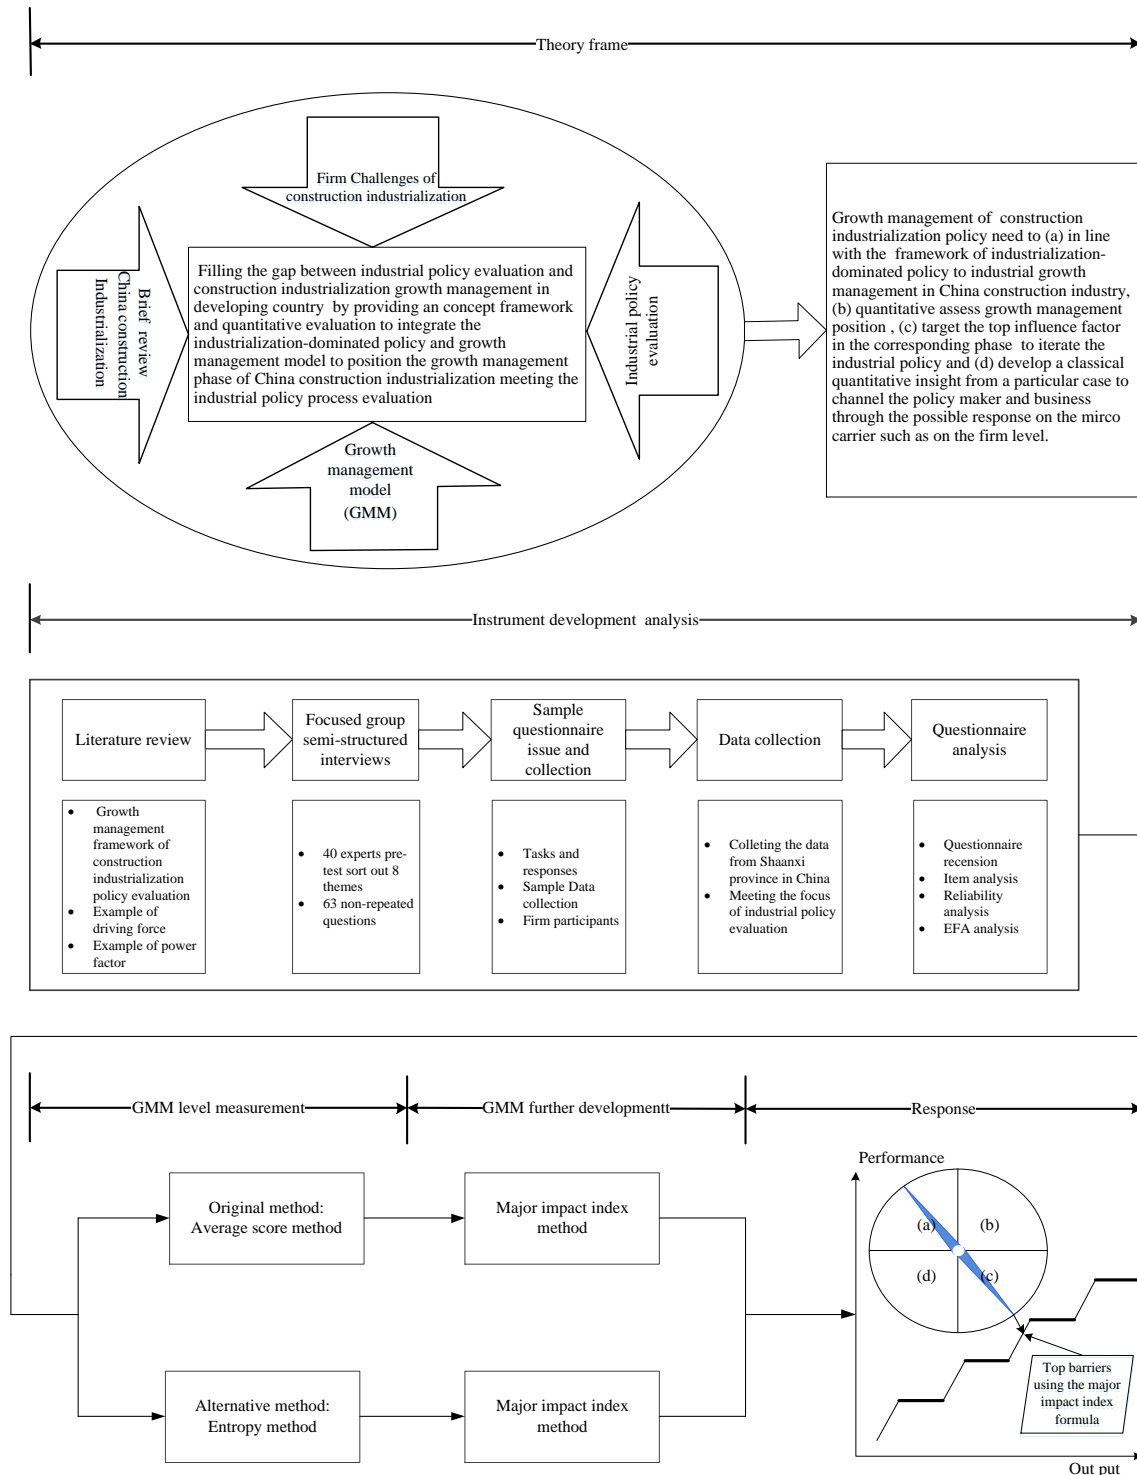 Theory frame
Firm Challenges of
construction industrialization
Brief review
China construction
Industrialization
Filling the gap between industrial policy evaluation and
construction industrialization growth management in
developing country by providing an concept framework
and quantitative evaluation to integrate the
industrialization-dominated policy and growth
management model to position the growth management
phase of China construction industrialization meeting the
industrial policy process evaluation
Industrial policy
evaluation
Growth
management
model
(GMM)
Growth management of construction
industrialization policy need to (a) in line
with the framework of industrialization-
dominated policy to industrial growth
management in China construction industry,
(b) quantitative assess growth management
position , (c) target the top influence factor
in the corresponding phase to iterate the
industrial policy and (d) develop a classical
quantitative insight from a particular case to
channel the policy maker and business
through the possible response on the mirco
carrier such as on the firm level.
Instrument development analysis
Literature review
Focused group
semi-structured
interviews
Sample
questionnaire
issue and
collection
Data collection
Questionnaire
analysis
• Growth
management
framework of
construction
industrialization
policy evaluation
• Example of
driving force
• Example of power
factor
• 40 experts pre-
test sort out 8
themes
• 63 non-repeated
questions
• Tasks and
responses
• Sample Data
collection
• Firm participants
• Colleting the data
from Shaanxi
province in China
• Meeting the focus
of industrial policy
evaluation
• Questionnaire
recension
• Item analysis
• Reliability
analysis
• EFA analysis
GMM level measurement
GMM further developmentt
Response
Original method:
Average score method
Major impact index
method
Alternative method:
Entropy method
Major impact index
method
Performance
(a)
(b)
(d)
(c)
Top barriers
using the major
impact index
formula
Out put